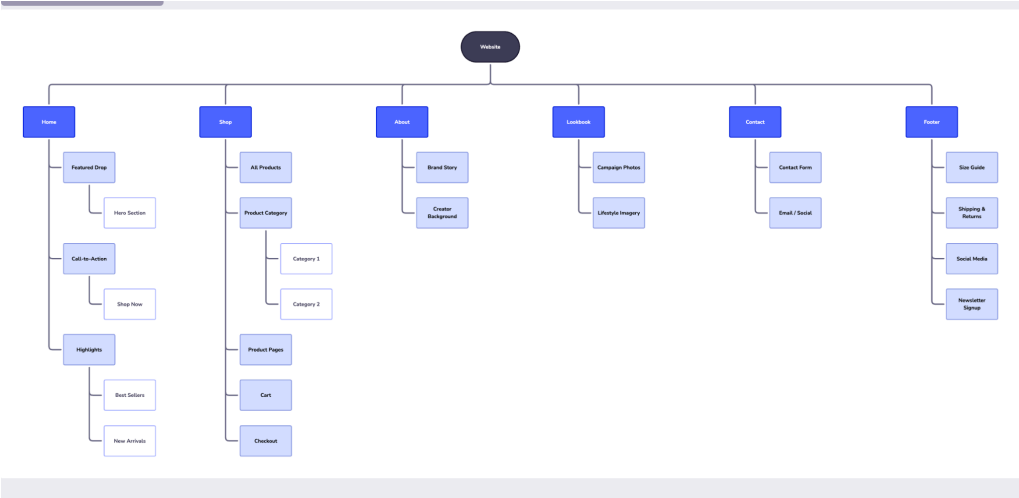 Website
Home
Shop
About
Lookbook
Contact
Footer
Featured Drop
Hero Section
Call-to-Action
Shop Now
Highlights
Best Sellers
New Arrivals
All Products
Product Category
Category 1
Category 2
Product Pages
Cart
Checkout
Brand Story
Creator
Background
Campaign Photos
Lifestyle Imagery
Contact Form
Email / Social
Size Guide
Shipping &
Returns
Social Media
Newsletter
Signup